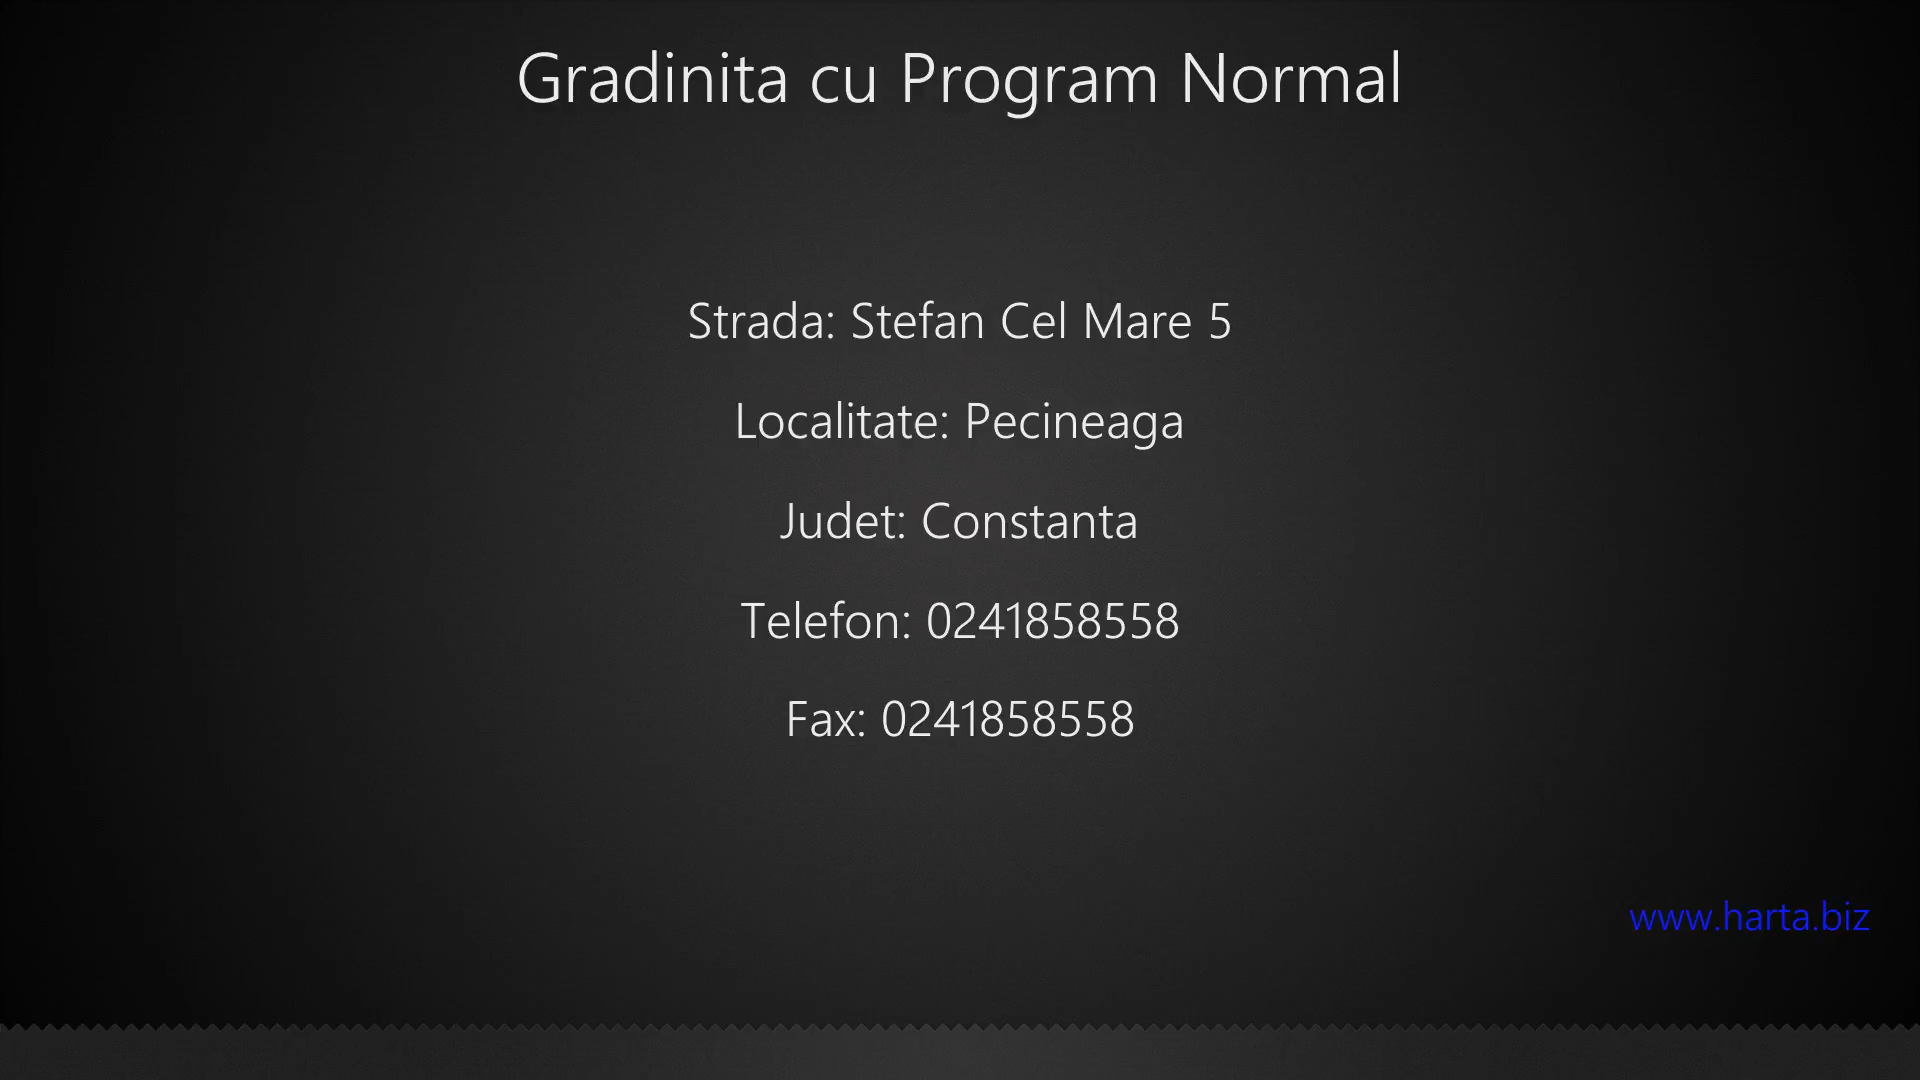 Gradinita cu Program Normal
Strada: Stefan Cel Mare 5
Localitate: Pecineaga
Judet: Constanta
Telefon: 0241858558
Fax: 0241858558
www.harta.biz